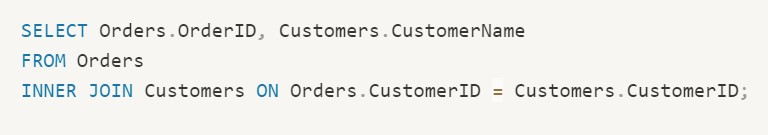 SELECT Orders.OrderID, Customers.CustomerName
FROM Orders
INNER JOIN Customers ON Orders.CustomerID = Customers.CustomerID;